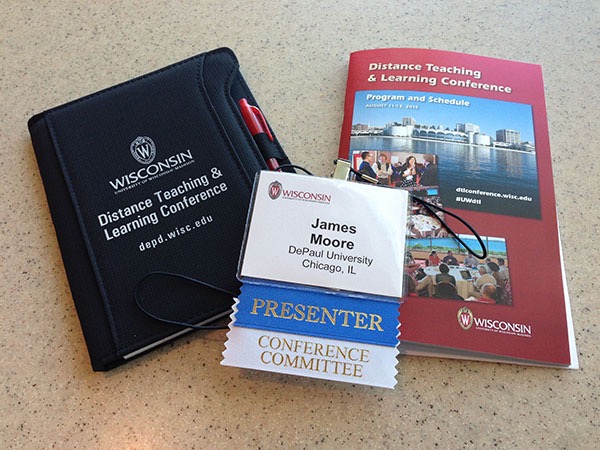 WISCONSIN
UNIVERSITY OF WISCONSIN–MADISON
Distance Teaching &
Learning Conference
depd.wisc.edu
WISCONSIN
James
Moore
DePaul University
Chicago, IL
PRESENTER
CONFERENCE
COMMITTEE
Distance Teaching
& Learning Conference
Program and Schedule
dtlconference.wisc.edu
#UWdtl
WISCONSIN